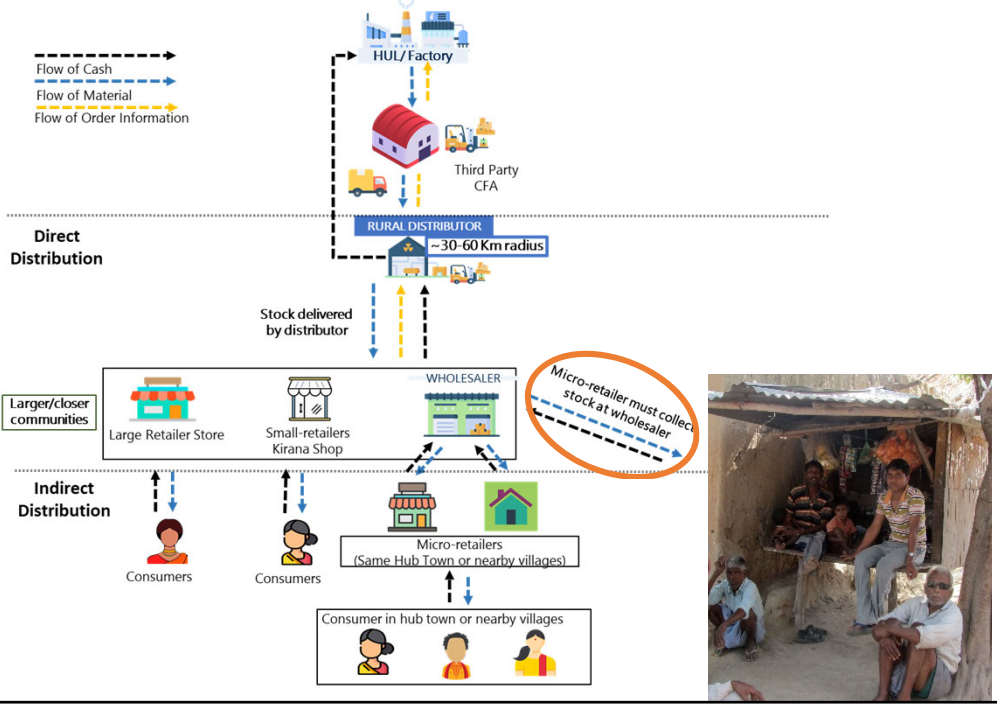 HUL/Factory
Flow of Cash
Flow of Material
Flow of Order Information
Third Party
CFA
RURAL DISTRIBUTOR
~30-60 Km radius
Direct
Distribution
Stock delivered
by distributor
Larger/closer
communities
Large Retailer Store
Small-retailers
Kirana Shop
WHOLESALER
Micro-retailer must collect
stock at wholesaler
Indirect
Distribution
Consumers
Consumers
Micro-retailers
(Same Hub Town or nearby villages)
Consumer in hub town or nearby villages